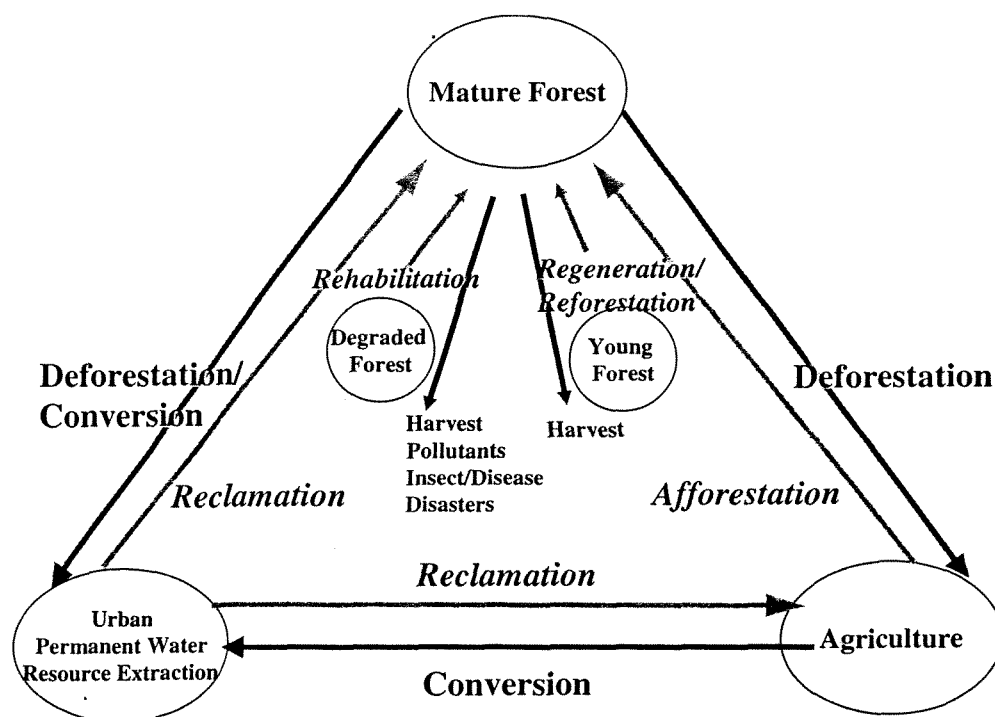 Mature Forest
Rehabilitation
Regeneration/
Reforestation
Degraded
Forest
Young
Forest
Deforestation/
Conversion
Deforestation
Harvest
Pollutants
Insect/Disease
Disasters
Harvest
Reclamation
Afforestation
Reclamation
Urban
Permanent Water
Resource Extraction
Agriculture
Conversion